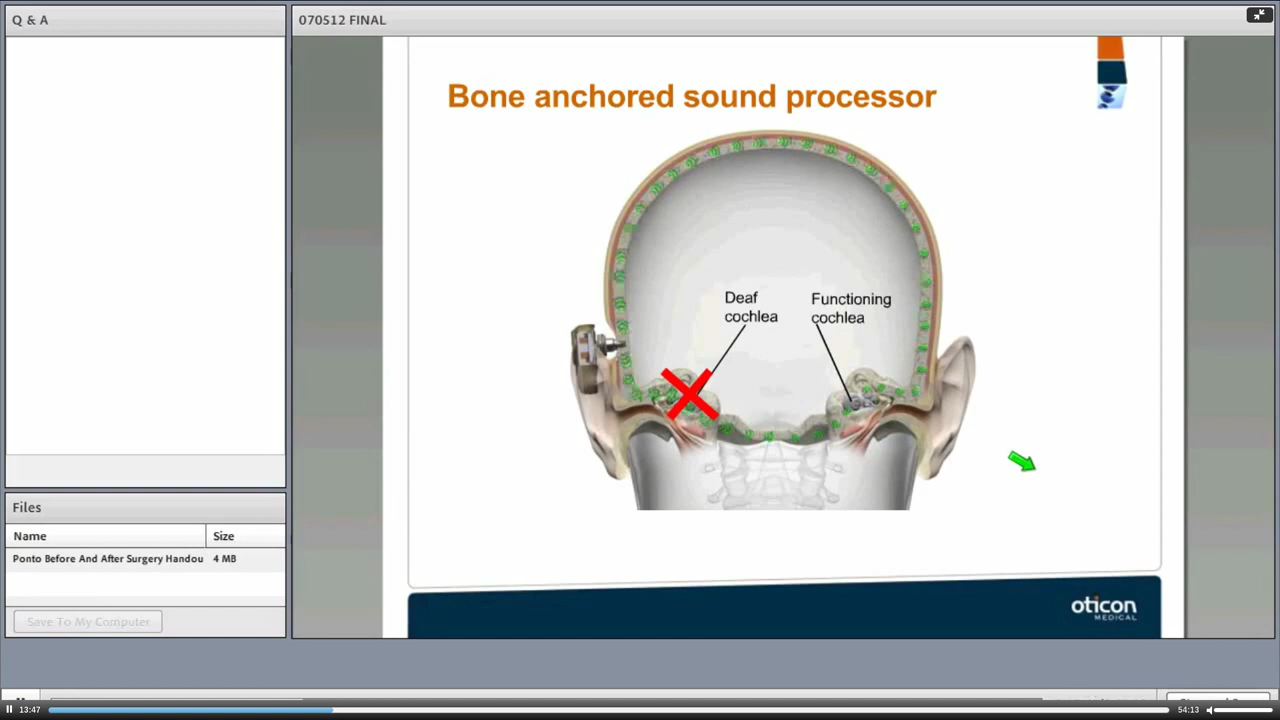 Q & A
070512 FINAL
Bone anchored sound processor
Deaf
cochlea
Functioning
cochlea
Files
Name Size
Ponto Before And After Surgery Handou 4 MB
Save To My Computer
oticon
MEDICAL
13:47
54:13